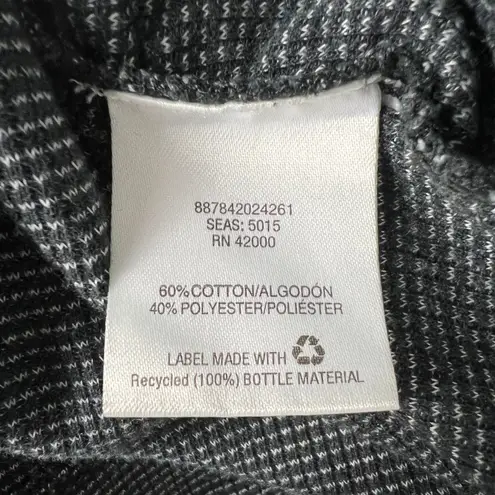 887842024261
SEAS: 5015
RN 42000
60% COTTON/ALGODÓN
40% POLYESTER/POLIÉSTER
LABEL MADE WITH
Recycled (100%) BOTTLE MATERIAL